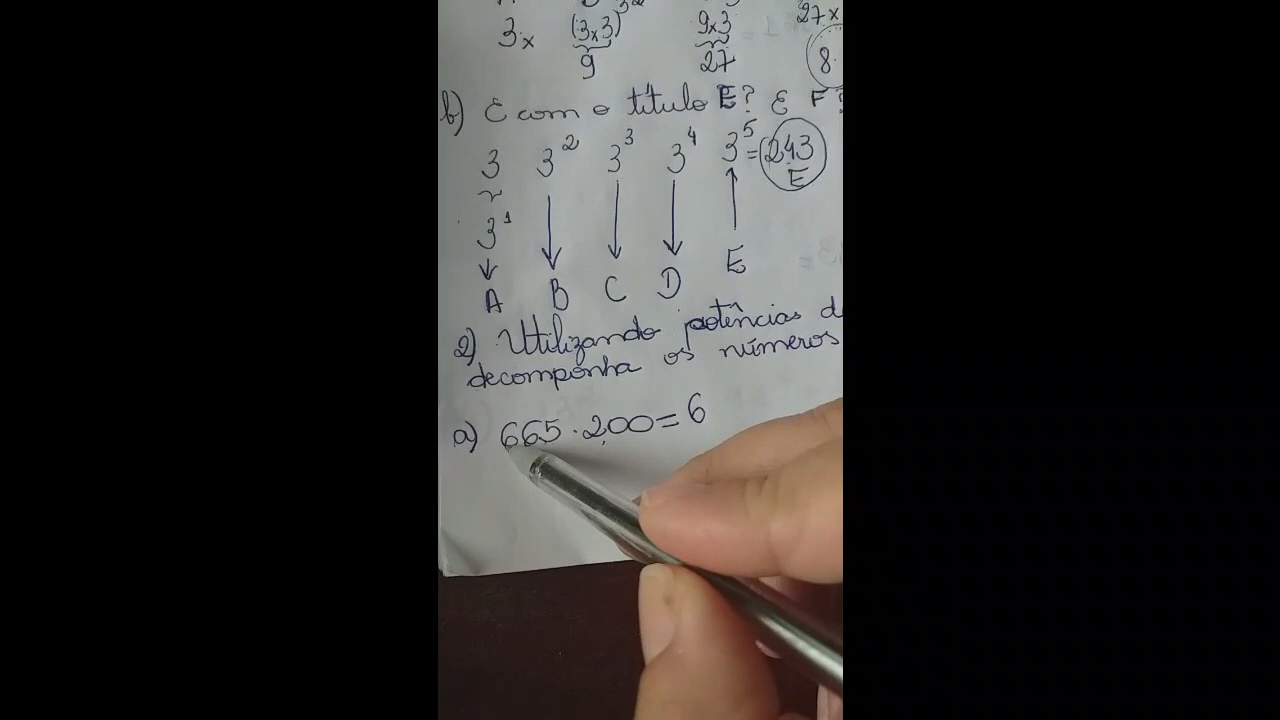 3x (3x3) 9x3 27x
9 27 8
b) E com o título E? E F?
3 3² 3³ 3⁴ 3⁵ = 243
E
3¹
E
A B C D
2) Utilizando potências d
decomponha os números
a) 665.200 = 6